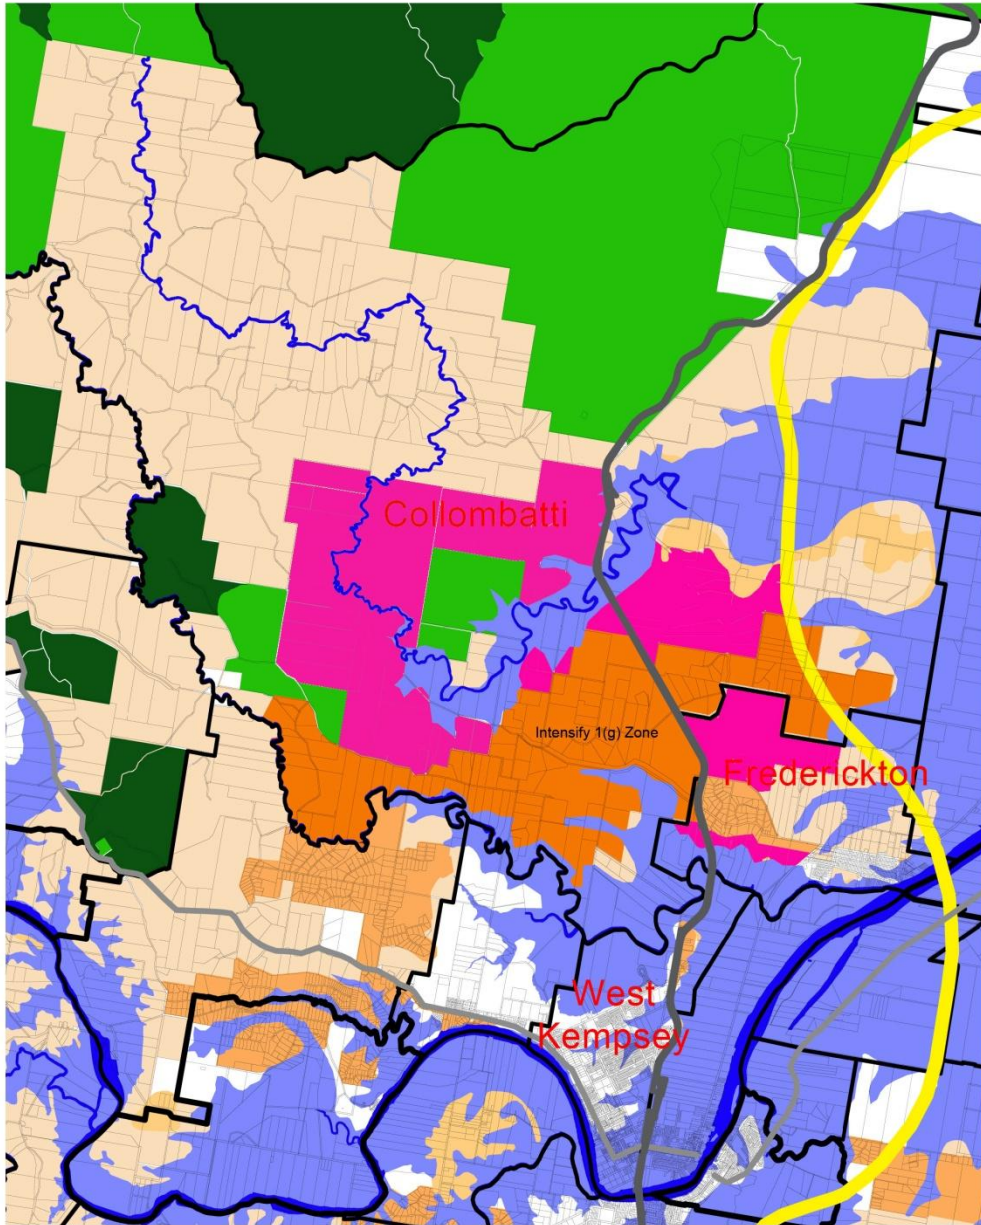 Collombatti
Intensify 1(g) Zone
Frederickton
West
Kempsey